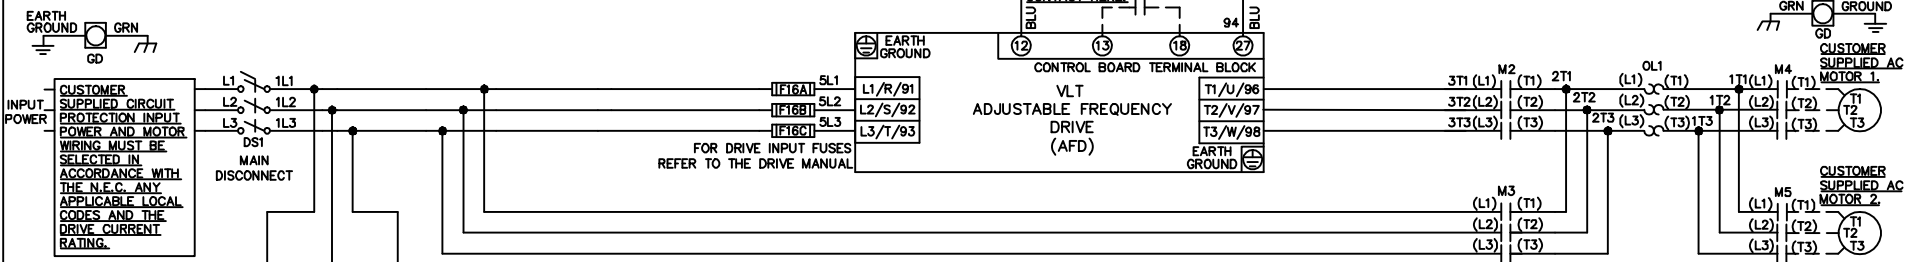 EARTH
GROUND
GRN
GD
INPUT
POWER
CUSTOMER
SUPPLIED CIRCUIT
PROTECTION INPUT
POWER AND MOTOR
WIRING MUST BE
SELECTED IN
ACCORDANCE WITH
THE N.E.C. ANY
APPLICABLE LOCAL
CODES AND THE
DRIVE CURRENT
RATING.
L1 1L1
L2 1L2
L3 1L3
DS1
MAIN
DISCONNECT
F16A 5L1
F16B 5L2
F16C 5L3
FOR DRIVE INPUT FUSES
REFER TO THE DRIVE MANUAL
BLU
94
BLU
EARTH
GROUND
12 13 18 27
CONTROL BOARD TERMINAL BLOCK
L1/R/91
L2/S/92
L3/T/93
VLT
ADJUSTABLE FREQUENCY
DRIVE
(AFD)
T1/U/96
T2/V/97
T3/W/98
EARTH
GROUND
M2
3T1 (L1) (T1) 2T1
3T2 (L2) (T2) 2T2
3T3 (L3) (T3) 2T3
M3
(L1) (T1)
(L2) (T2)
(L3) (T3)
OL1
(L1) (T1) 1T1
(L2) (T2) 1T2
(L3) (T3) 1T3
M4
(L1) (T1)
(L2) (T2)
(L3) (T3)
T1
T2
T3
GRN
GROUND
GD
CUSTOMER
SUPPLIED AC
MOTOR 1.
CUSTOMER
SUPPLIED AC
MOTOR 2.
M5
(L1) (T1)
(L2) (T2)
(L3) (T3)
T1
T2
T3